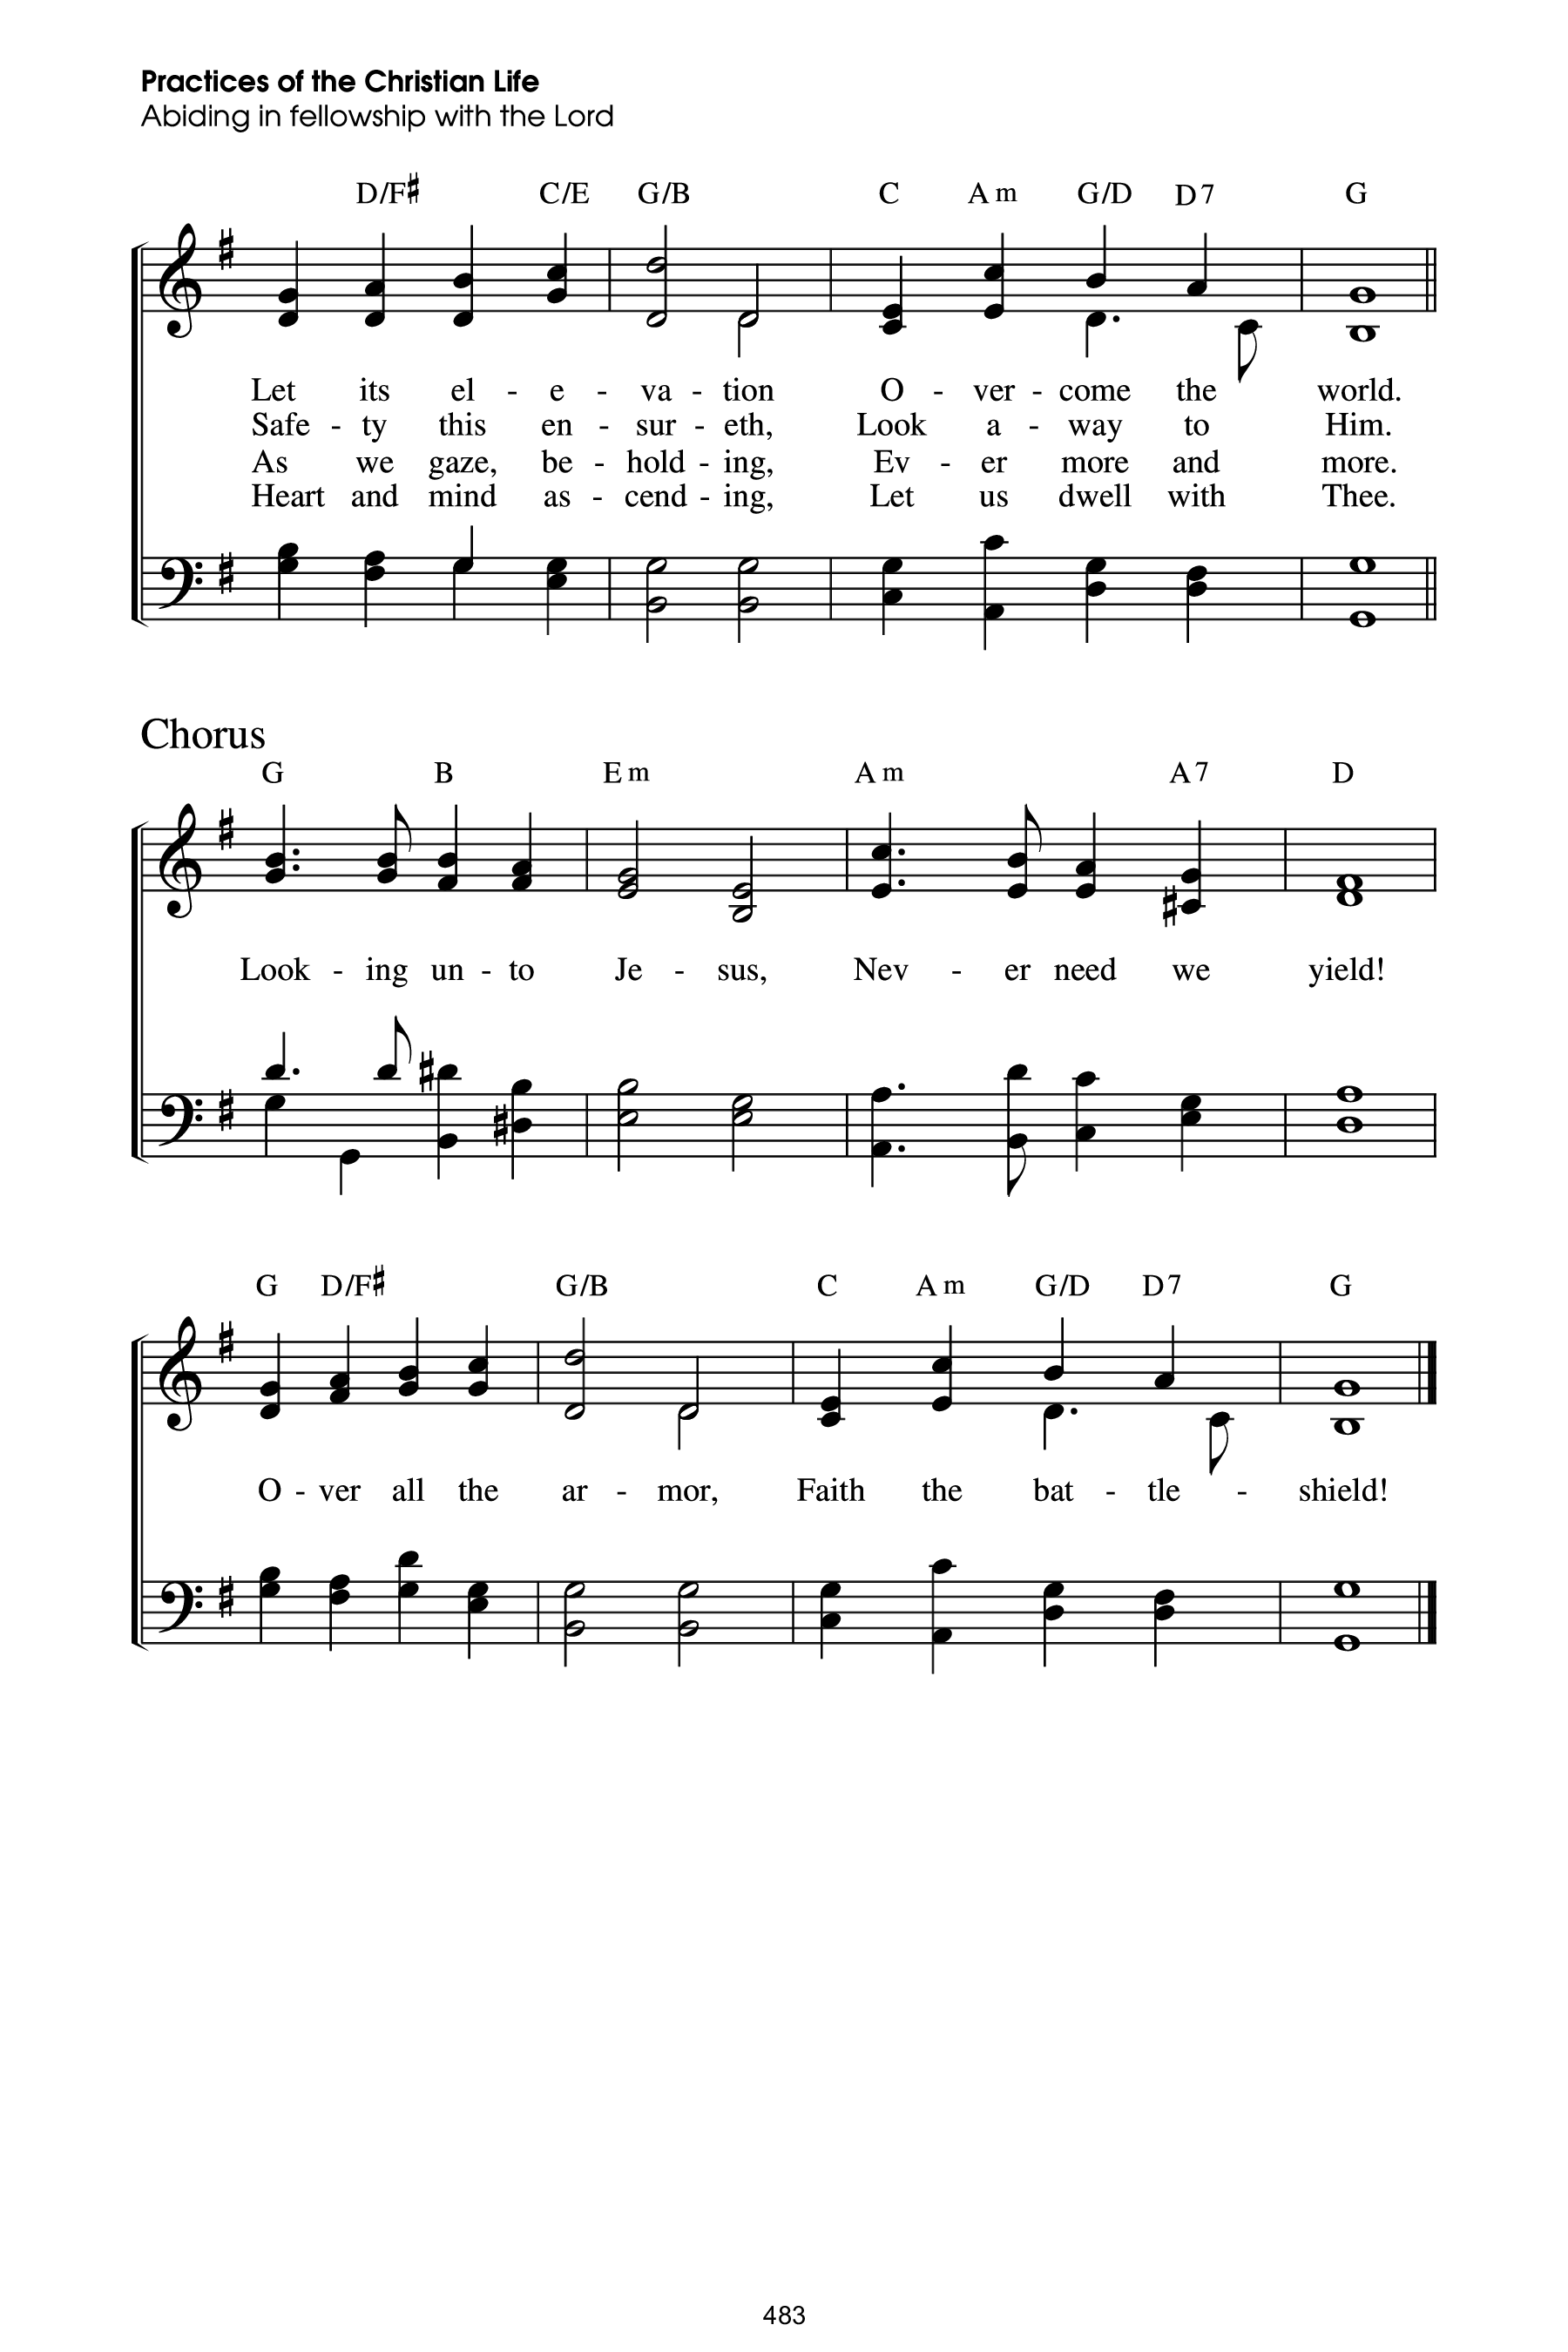 Practices of the Christian Life
Abiding in fellowship with the Lord
D/F♯ C/E G/B C Am G/D D7 G
Let its el - e - va - tion O - ver - come the world.
Safe - ty this en - sur - eth, Look a - way to Him.
As we gaze, be - hold - ing, Ev - er more and more.
Heart and mind as - cend - ing, Let us dwell with Thee.
Chorus
G B Em Am A7 D
Look - ing un - to Je - sus, Nev - er need we yield!
G D/F♯ G/B C Am G/D D7 G
O - ver all the ar - mor, Faith the bat - tle - shield!
483